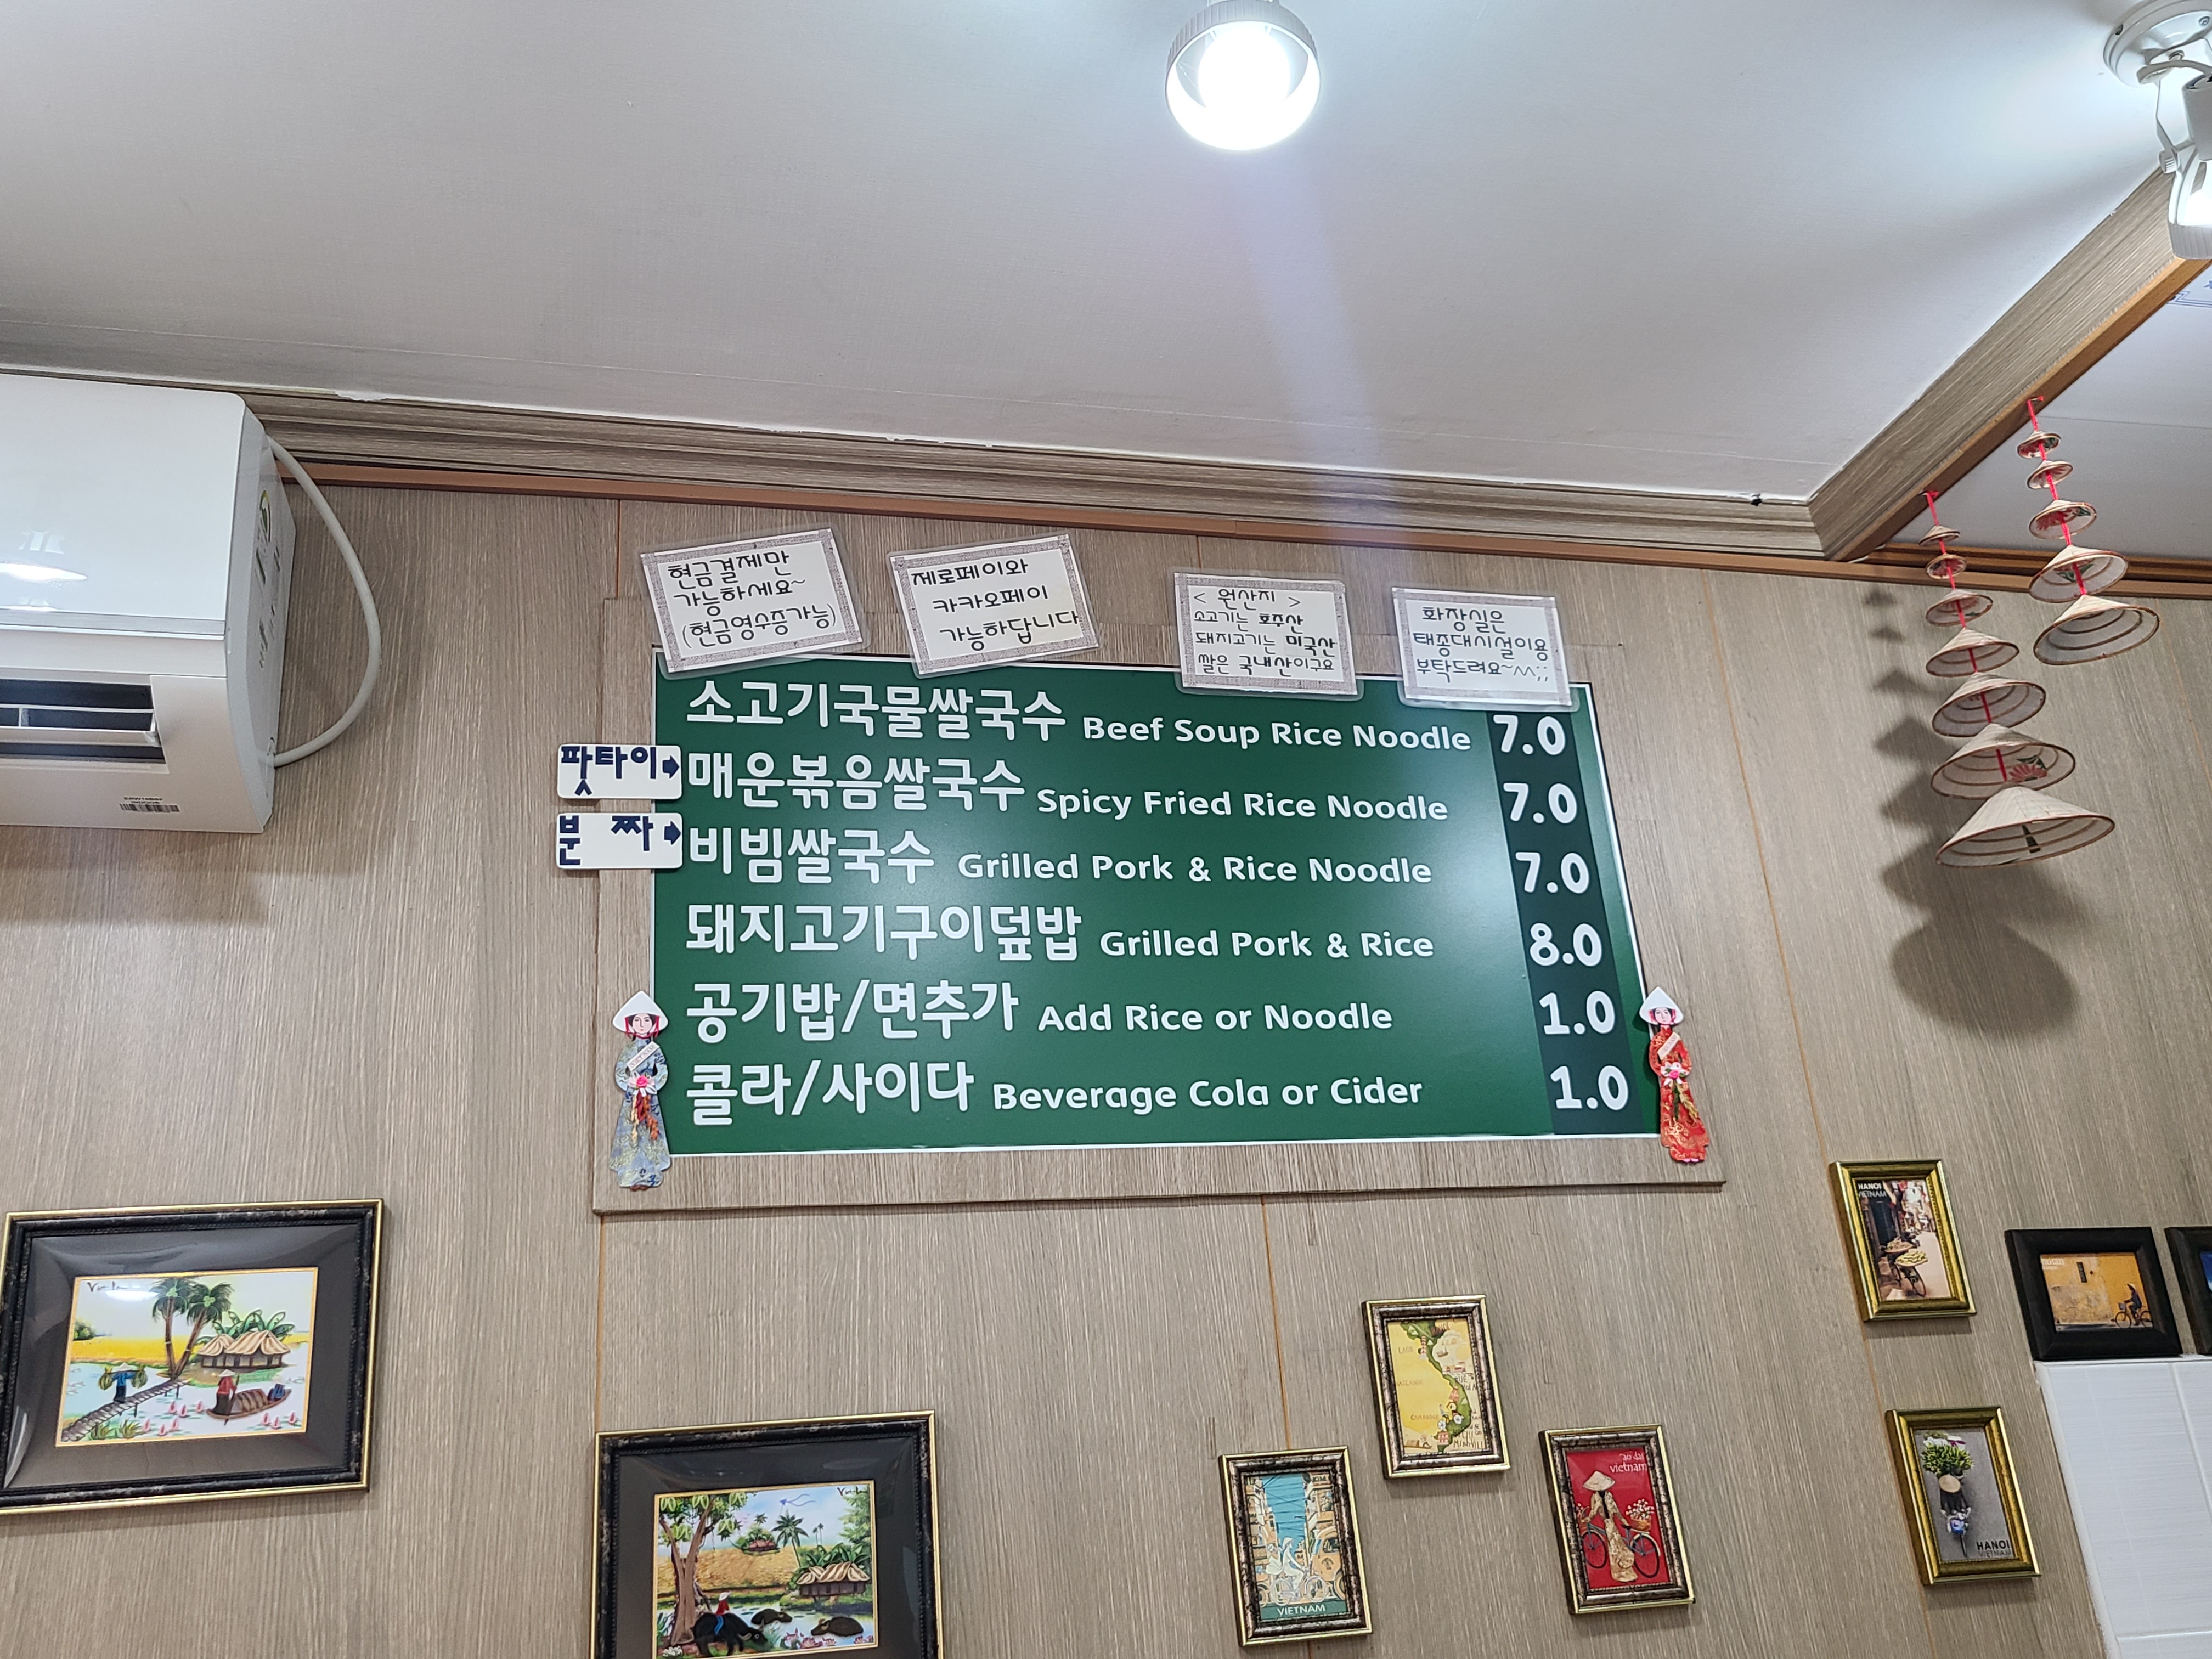 현금결제만
가능하세요~
(현금영수증가능)
제로페이와
카카오페이
가능하답니다
< 원산지 >
소고기는 호주산
돼지고기는 미국산
쌀은 국내산이구요
화장실은
태종대시설이용
부탁드려요~^^;;
소고기국물쌀국수 Beef Soup Rice Noodle 7.0
팟타이→ 매운볶음쌀국수 Spicy Fried Rice Noodle 7.0
분짜→ 비빔쌀국수 Grilled Pork & Rice Noodle 7.0
돼지고기구이덮밥 Grilled Pork & Rice 8.0
공기밥/면추가 Add Rice or Noodle 1.0
콜라/사이다 Beverage Cola or Cider 1.0
HANOI
VIETNAM
VIETNAM
ao dai
vietnam
HANOI
VIETNAM